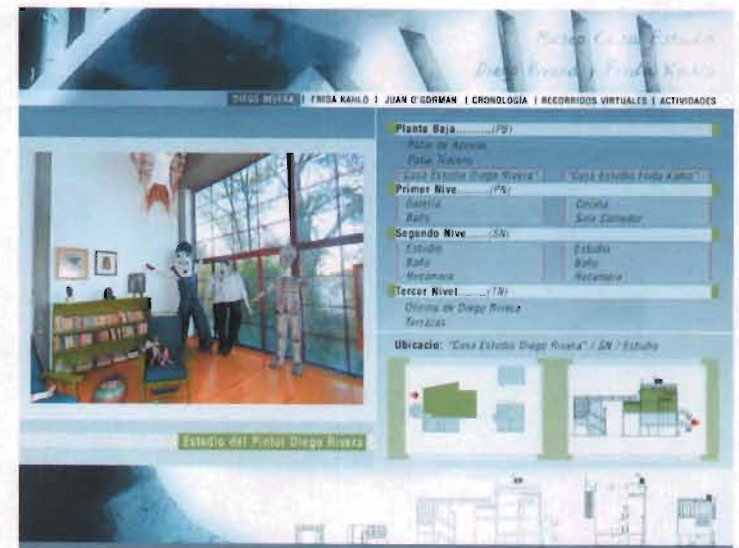 Museo Casa Estudio
Diego Rivera y Frida Kahlo
DIEGO RIVERA | FRIDA KAHLO | JUAN O'GORMAN | CRONOLOGÍA | RECORRIDOS VIRTUALES | ACTIVIDADES
Planta Baja..........(PB)
Patio de Acceso
Patio Trasero
"Casa Estudio Diego Rivera" "Casa Estudio Frida Kahlo"
Primer Nive.....(PN)
Galería Cocina
Baño Sala Comedor
Segundo Nive....(SN)
Estudio Estudio
Baño Baño
Recamara Recamara
Tercer Nivel........(TN)
Oficina de Diego Rivera
Terrazas
Ubicacio: "Casa Estudio Diego Rivera" / SN / Estudio
Estudio del Pintor Diego Rivera